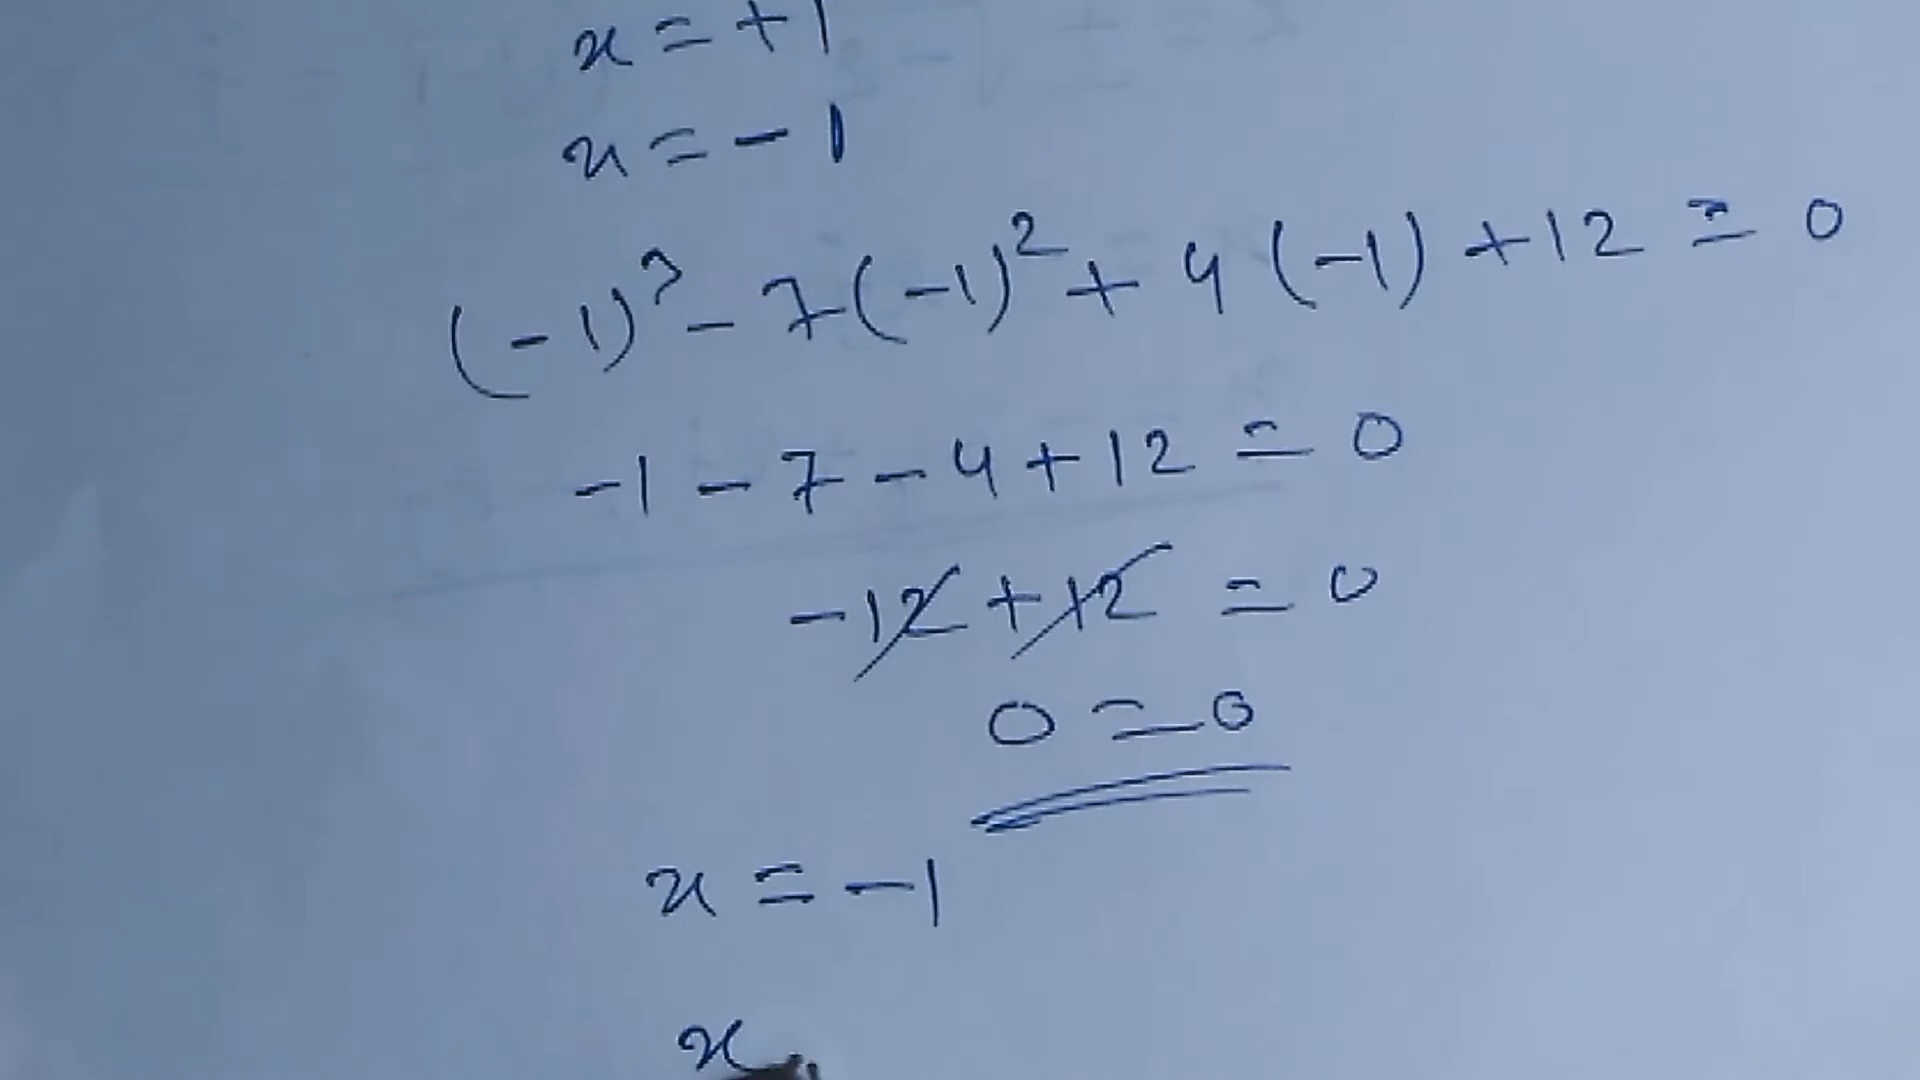 x = +1
x = -1
(-1)³ - 7(-1)² + 4(-1) + 12 = 0
-1 - 7 - 4 + 12 = 0
-12 + 12 = 0
0 = 0
x = -1
x